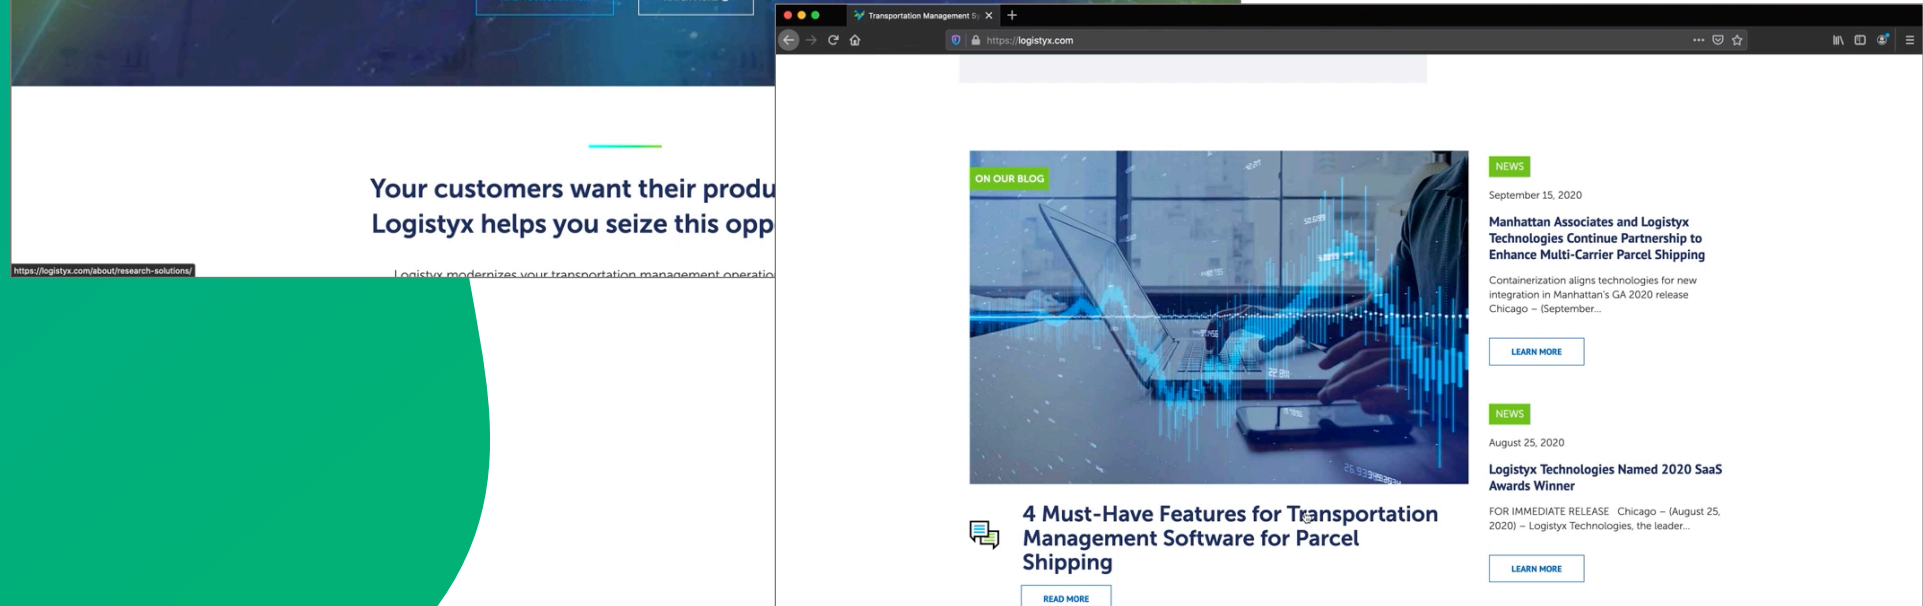 Your customers want their produ
Logistyx helps you seize this opp
Logistyx modernizes your transportation management operatio
https://logistyx.com/about/research-solutions/
Transportation Management Sy
https://logistyx.com
ON OUR BLOG
4 Must-Have Features for Transportation
Management Software for Parcel
Shipping
READ MORE
NEWS
September 15, 2020
Manhattan Associates and Logistyx
Technologies Continue Partnership to
Enhance Multi-Carrier Parcel Shipping
Containerization aligns technologies for new
integration in Manhattan's GA 2020 release
Chicago – (September...
LEARN MORE
NEWS
August 25, 2020
Logistyx Technologies Named 2020 SaaS
Awards Winner
FOR IMMEDIATE RELEASE Chicago – (August 25,
2020) – Logistyx Technologies, the leader...
LEARN MORE